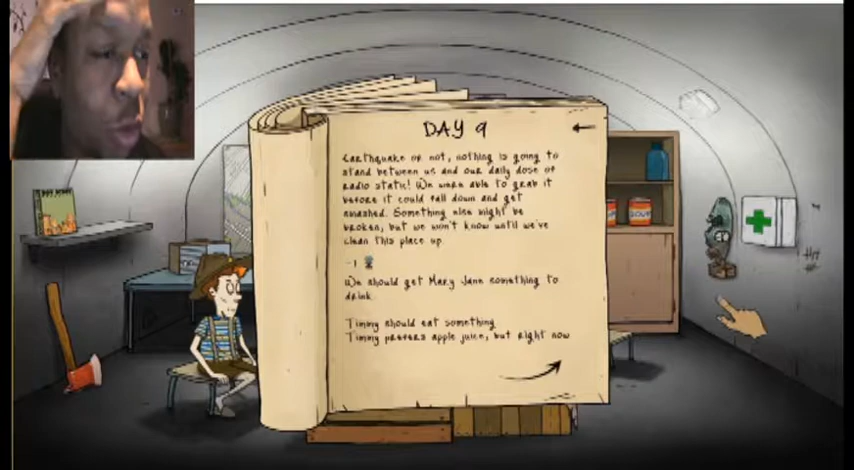 DAY 9
Earthquake or not, nothing is going to
stand between us and our daily dose of
radio static! We were able to grab it
before it could fall down and get
smashed. Something else might be
broken, but we won't know until we've
clean this place up.
-1
We should get Mary Jane something to
drink.
Timmy should eat something
Timmy prefers apple juice, but right now
SOUP